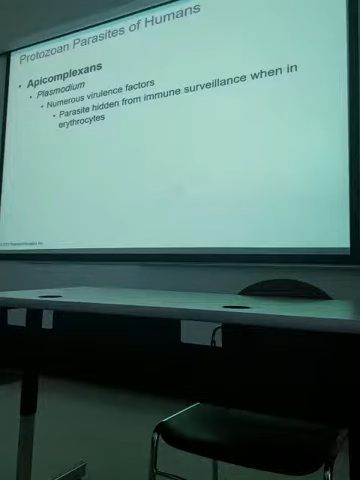 Protozoan Parasites of Humans
• Apicomplexans
• Plasmodium
• Numerous virulence factors
• Parasite hidden from immune surveillance when in
erythrocytes